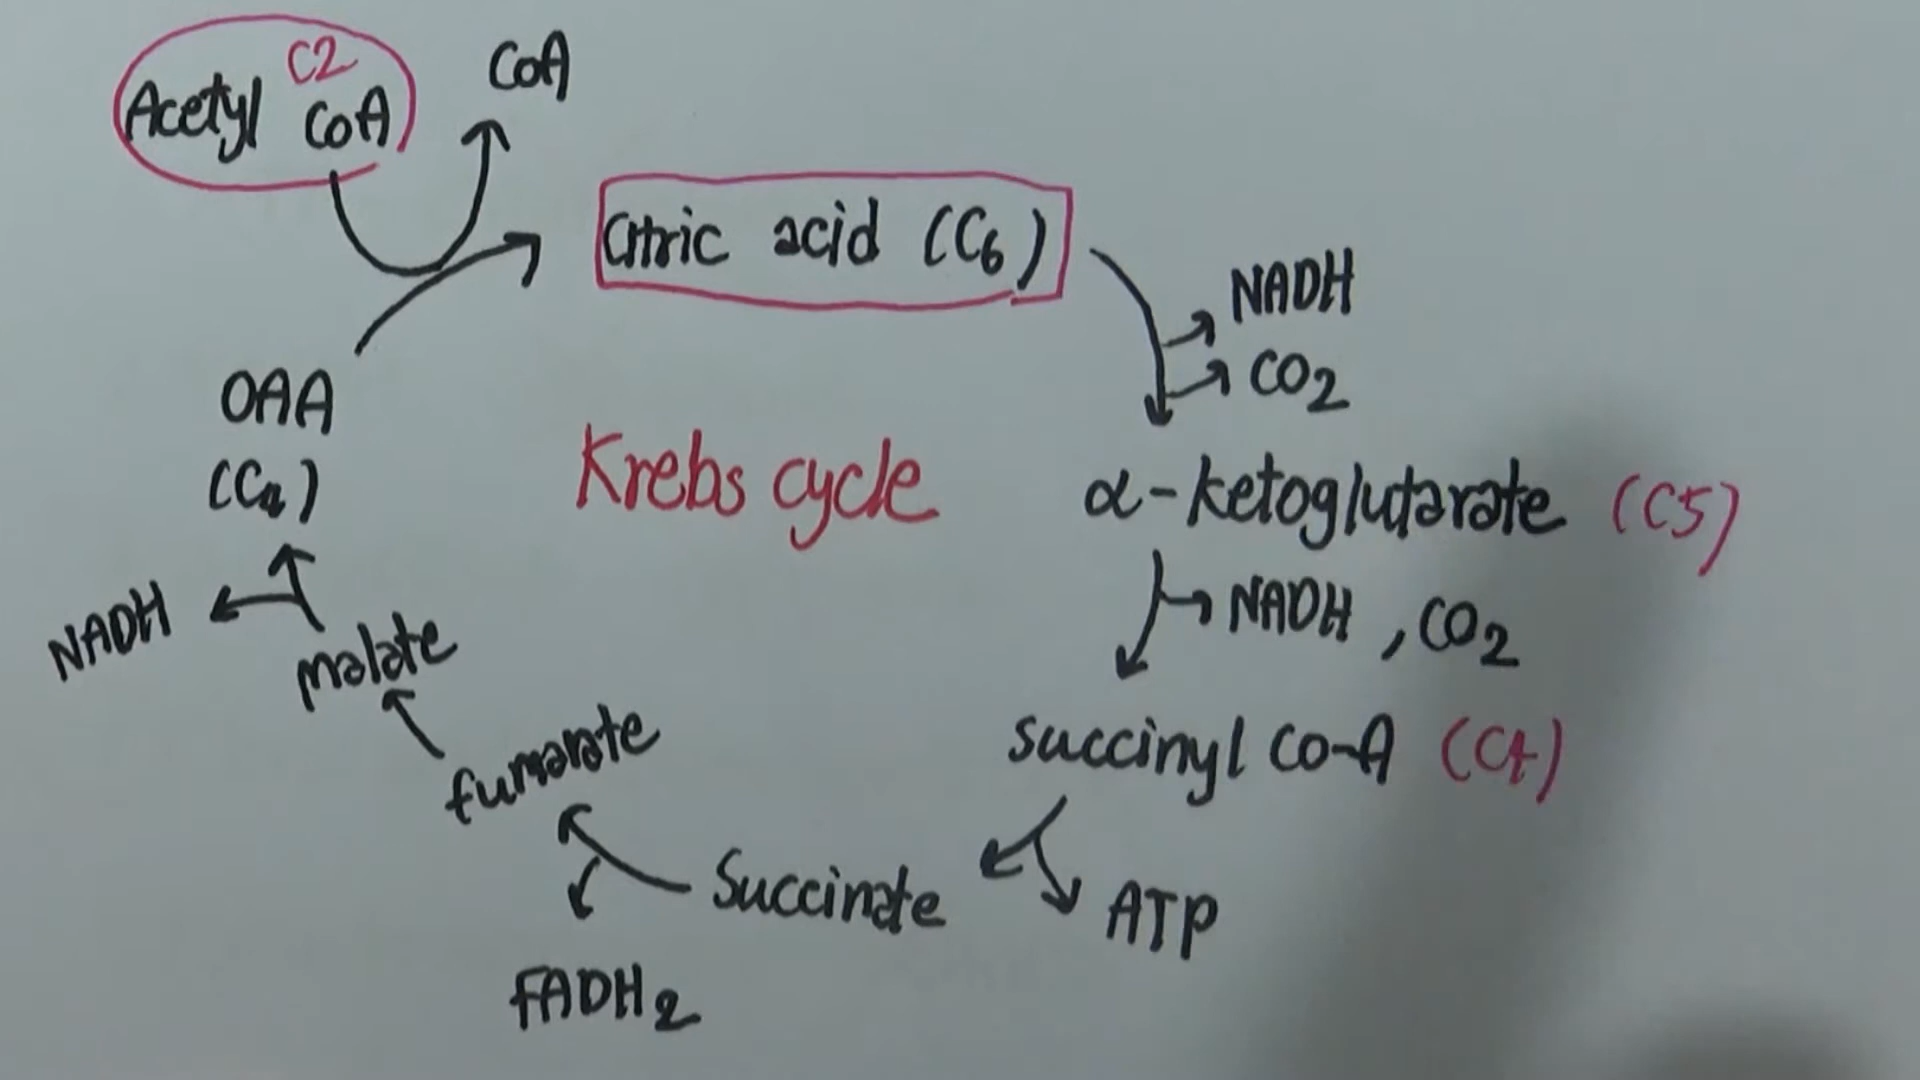 C2
Acetyl CoA
CoA
Citric acid (C6)
NADH
CO2
OAA
(C4)
Krebs cycle
α-ketoglutarate (C5)
NADH
NADH, CO2
malate
succinyl CO-A (C4)
fumarate
Succinate
ATP
FADH2